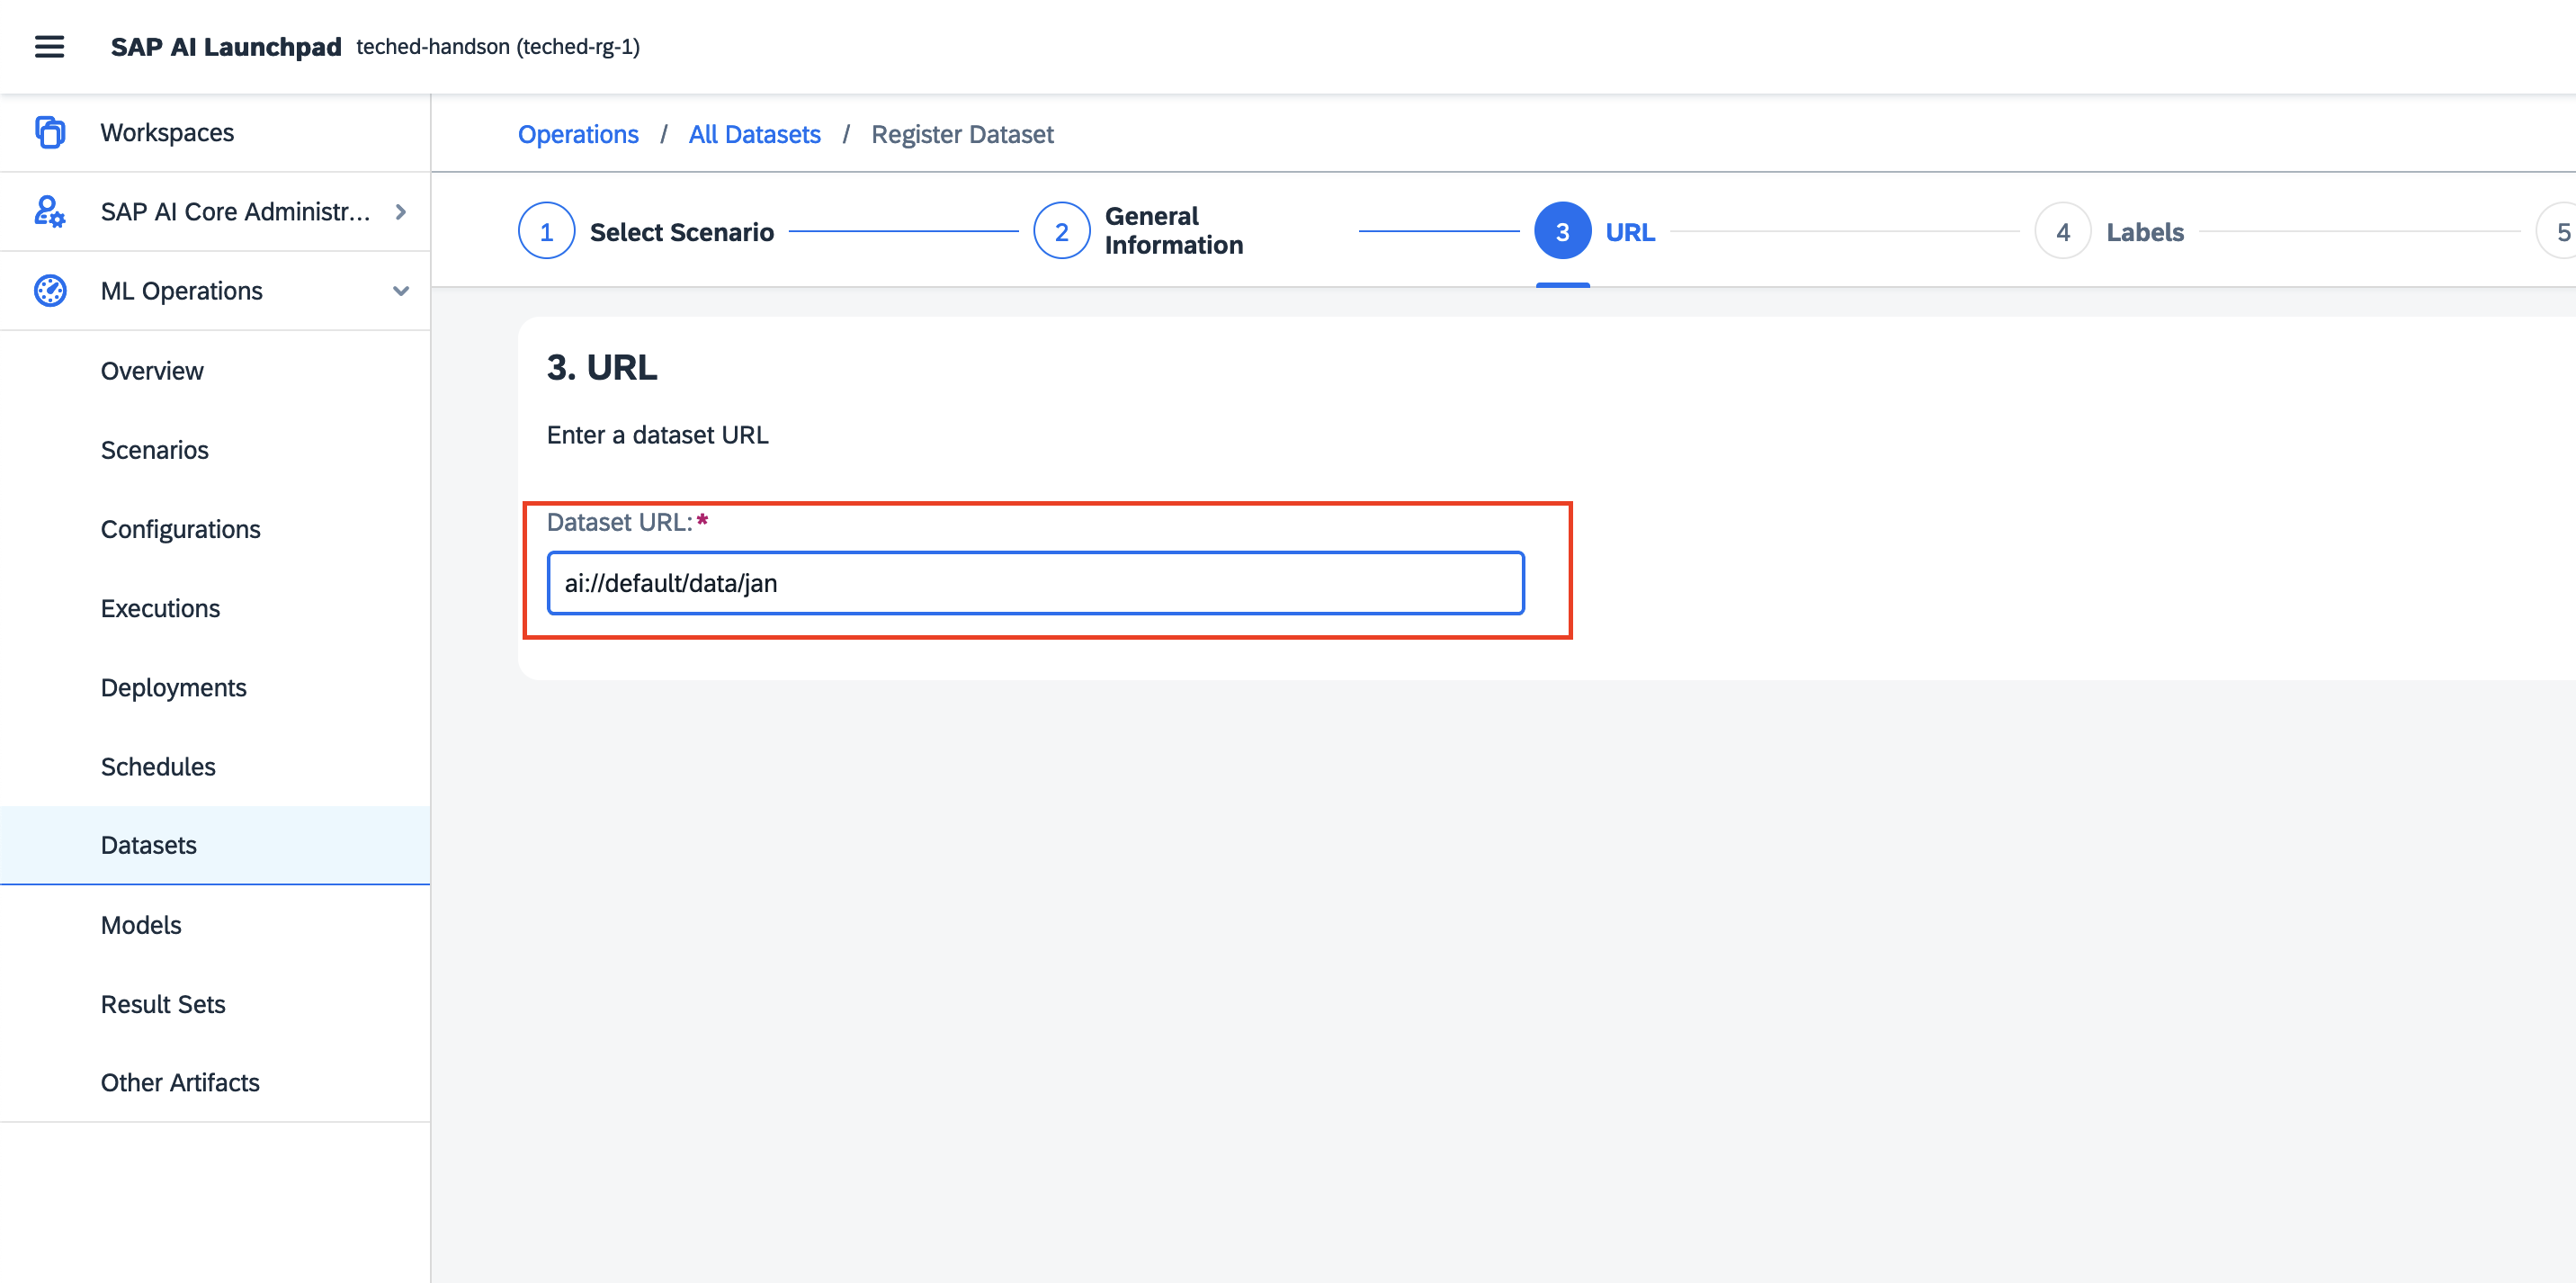 SAP AI Launchpad teched-handson (teched-rg-1)
Workspaces
SAP AI Core Administr...
ML Operations
Overview
Scenarios
Configurations
Executions
Deployments
Schedules
Datasets
Models
Result Sets
Other Artifacts
Operations / All Datasets / Register Dataset
1 Select Scenario
2 General
Information
3 URL
4 Labels
5
3. URL
Enter a dataset URL
Dataset URL:*
ai://default/data/jan